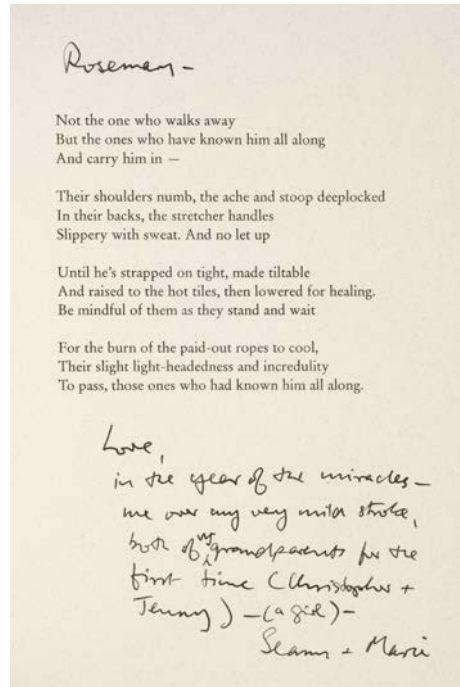 Rosemary –
Not the one who walks away
But the ones who have known him all along
And carry him in —
Their shoulders numb, the ache and stoop deeplocked
In their backs, the stretcher handles
Slippery with sweat. And no let up
Until he's strapped on tight, made tiltable
And raised to the hot tiles, then lowered for healing.
Be mindful of them as they stand and wait
For the burn of the paid-out ropes to cool,
Their slight light-headedness and incredulity
To pass, those ones who had known him all along.
Love,
in the year of the miracles –
me over my very mild stroke,
both of us grandparents for the
first time (Christopher +
Jenny) – (a girl) –
Seamus + Marie